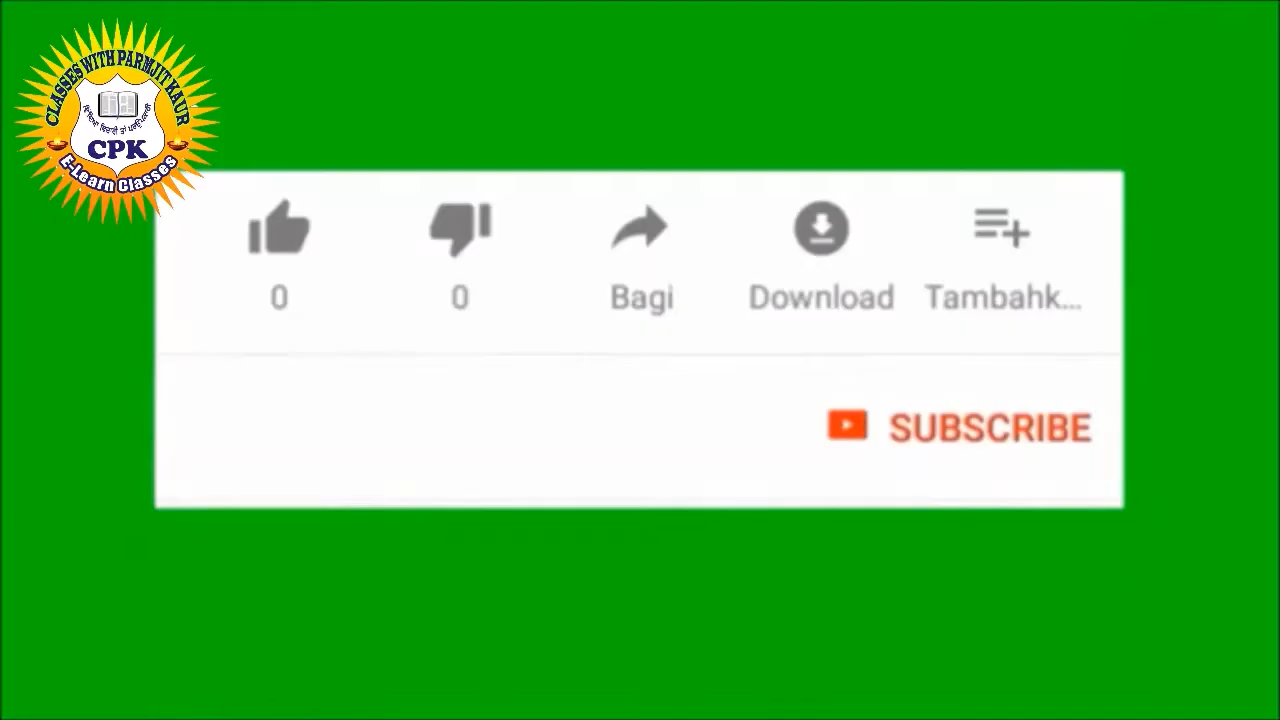 CLASSES WITH PARMJIT KAUR
CPK
E-Learn Classes
0
0
Bagi
Download
Tambahk...
SUBSCRIBE